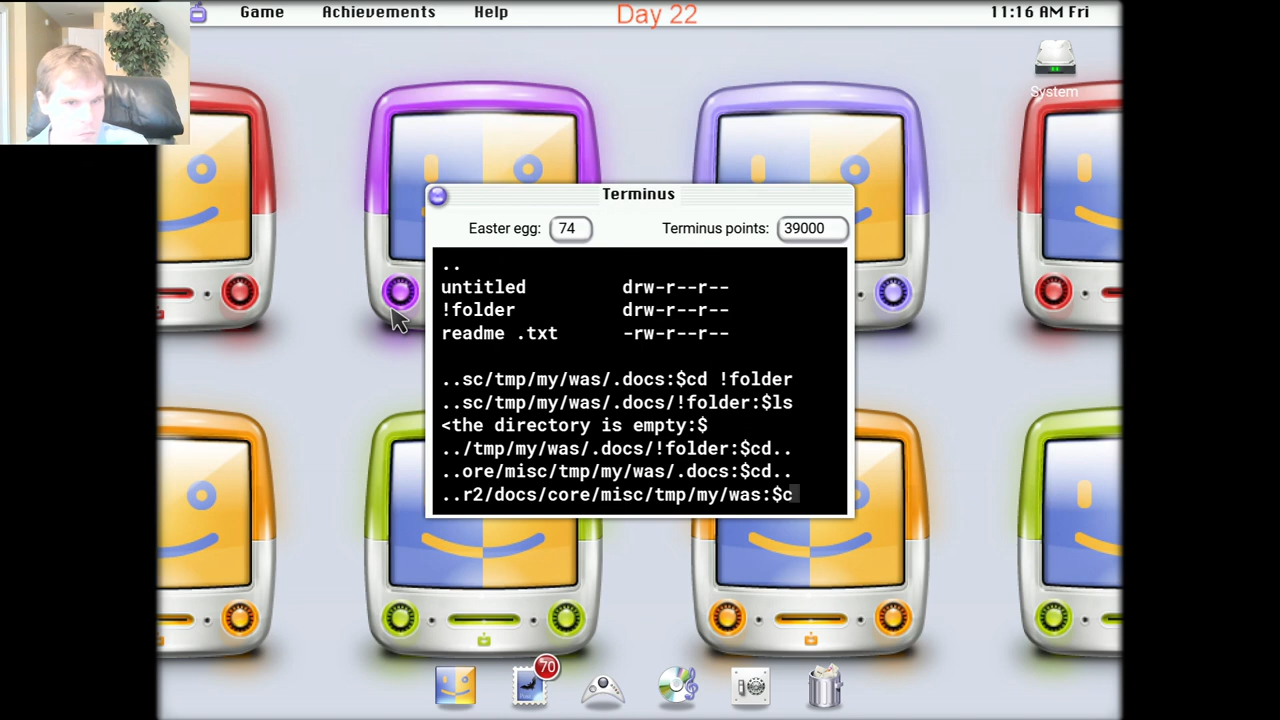 Game Achievements Help Day 22 11:16 AM Fri
System
Terminus
Easter egg: 74 Terminus points: 39000
..
untitled drw-r--r--
!folder drw-r--r--
readme .txt -rw-r--r--
..sc/tmp/my/was/.docs:$cd !folder
..sc/tmp/my/was/.docs/!folder:$ls
<the directory is empty:$
../tmp/my/was/.docs/!folder:$cd..
..ore/misc/tmp/my/was/.docs:$cd..
..r2/docs/core/misc/tmp/my/was:$c
70